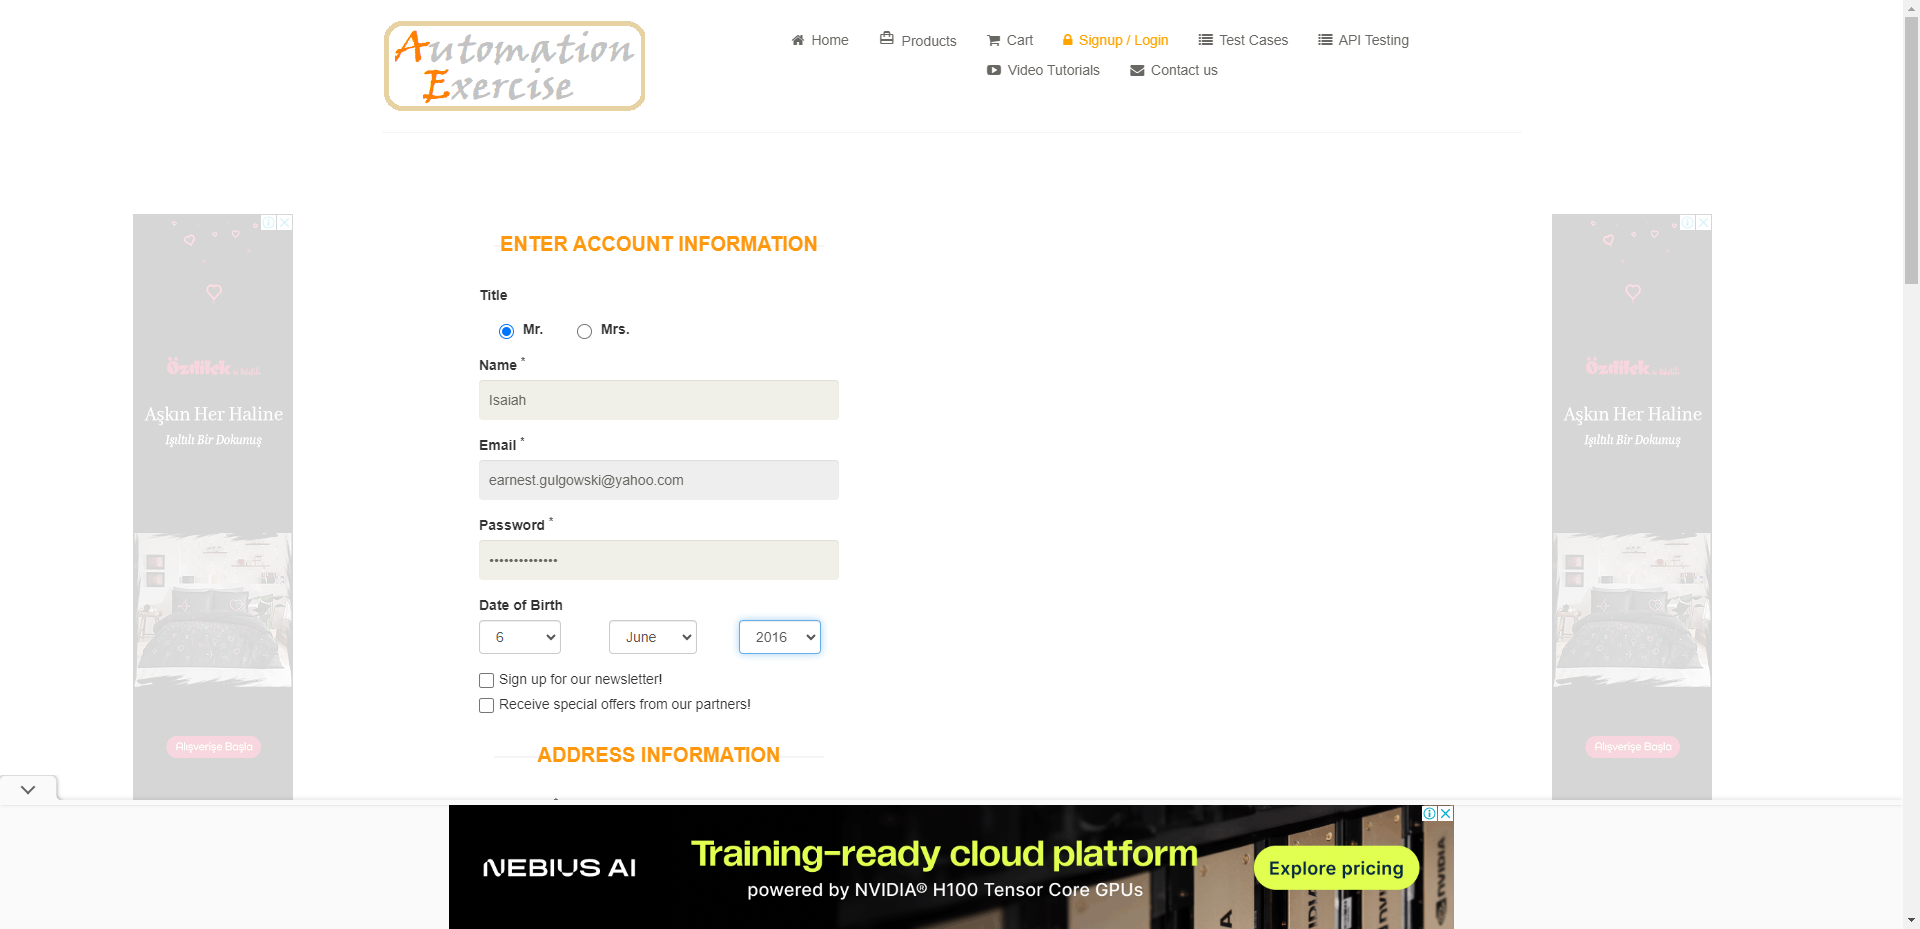 Automation
Exercise
Home
Products
Cart
Signup / Login
Test Cases
API Testing
Video Tutorials
Contact us
ENTER ACCOUNT INFORMATION
Title
Mr.
Mrs.
Name *
Isaiah
Email *
earnest.gulgowski@yahoo.com
Password *
••••••••••••••
Date of Birth
6
June
2016
Sign up for our newsletter!
Receive special offers from our partners!
ADDRESS INFORMATION
Özdilek
Aşkın Her Haline
Işıltılı Bir Dokunuş
Alışverişe Başla
Özdilek
Aşkın Her Haline
Işıltılı Bir Dokunuş
Alışverişe Başla
NEBIUS AI
Training-ready cloud platform
powered by NVIDIA® H100 Tensor Core GPUs
Explore pricing
NVIDIA